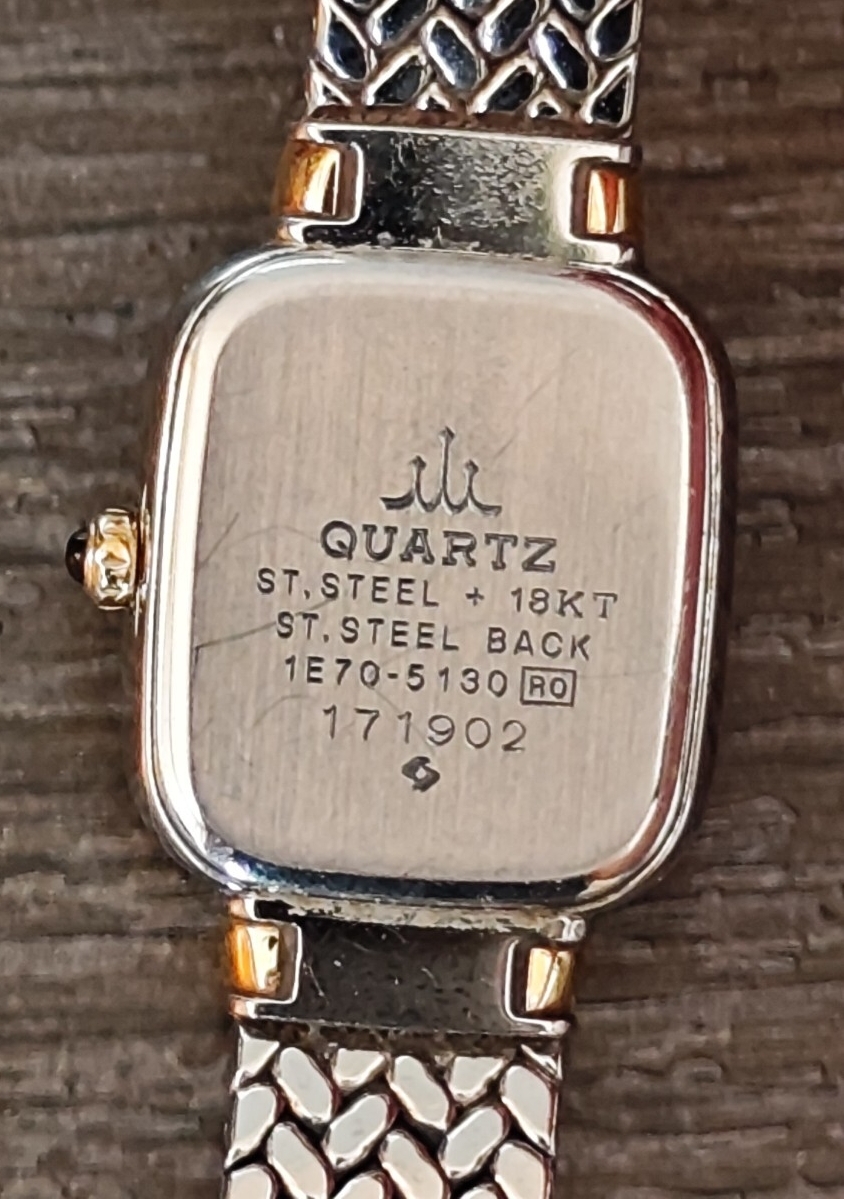 QUARTZ
ST.STEEL + 18KT
ST.STEEL BACK
1E70-5130 RO
171902